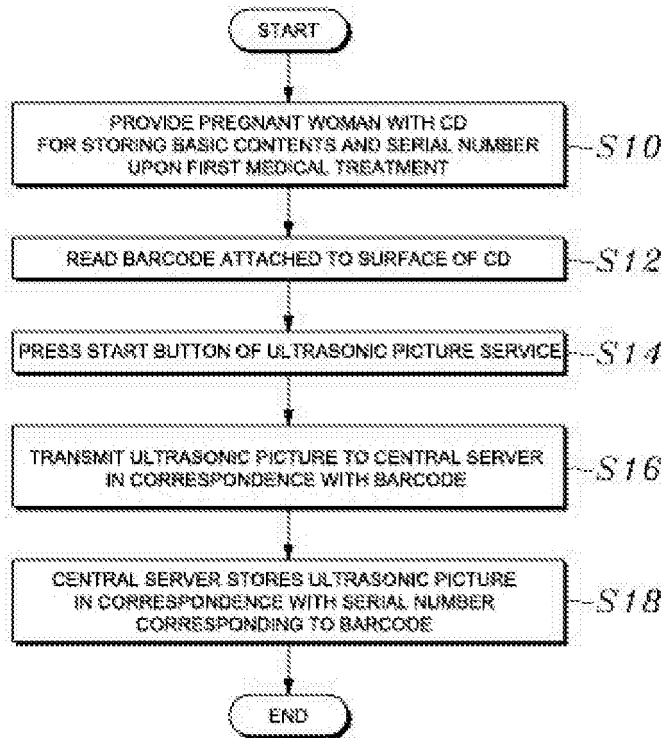 START
PROVIDE PREGNANT WOMAN WITH CD
FOR STORING BASIC CONTENTS AND SERIAL NUMBER
UPON FIRST MEDICAL TREATMENT
S10
READ BARCODE ATTACHED TO SURFACE OF CD
S12
PRESS START BUTTON OF ULTRASONIC PICTURE SERVICE
S14
TRANSMIT ULTRASONIC PICTURE TO CENTRAL SERVER
IN CORRESPONDENCE WITH BARCODE
S16
CENTRAL SERVER STORES ULTRASONIC PICTURE
IN CORRESPONDENCE WITH SERIAL NUMBER
CORRESPONDING TO BARCODE
S18
END